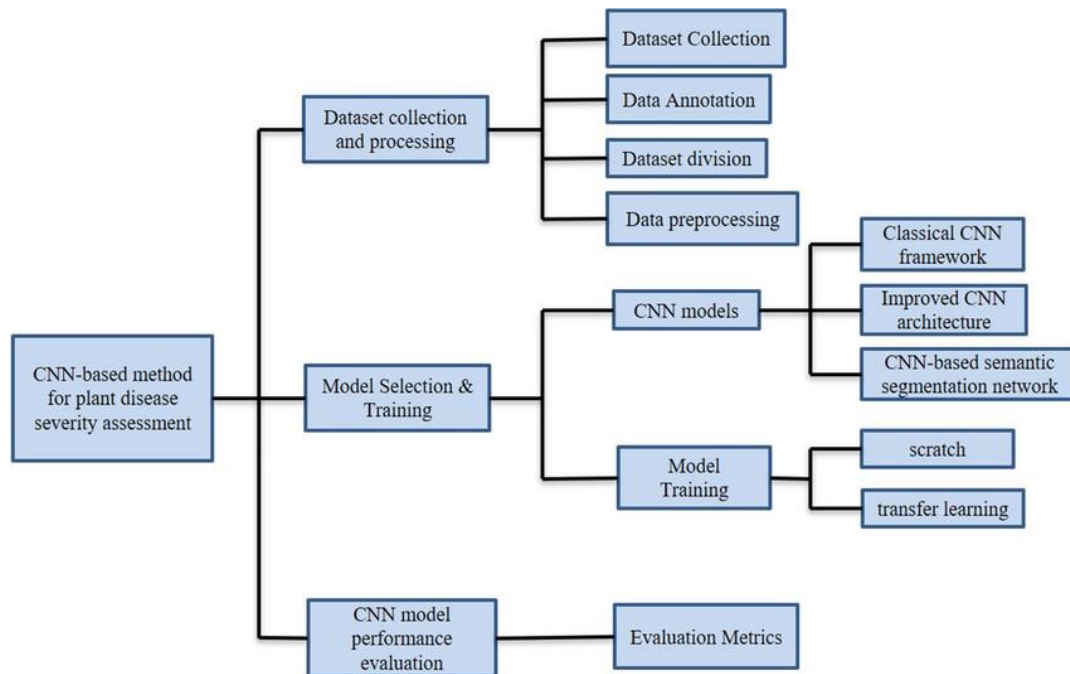 Dataset Collection
Data Annotation
Dataset collection
and processing
Dataset division
Data preprocessing
Classical CNN
framework
CNN models
Improved CNN
architecture
CNN-based semantic
segmentation network
CNN-based method
for plant disease
severity assessment
Model Selection &
Training
scratch
Model
Training
transfer learning
CNN model
performance
evaluation
Evaluation Metrics